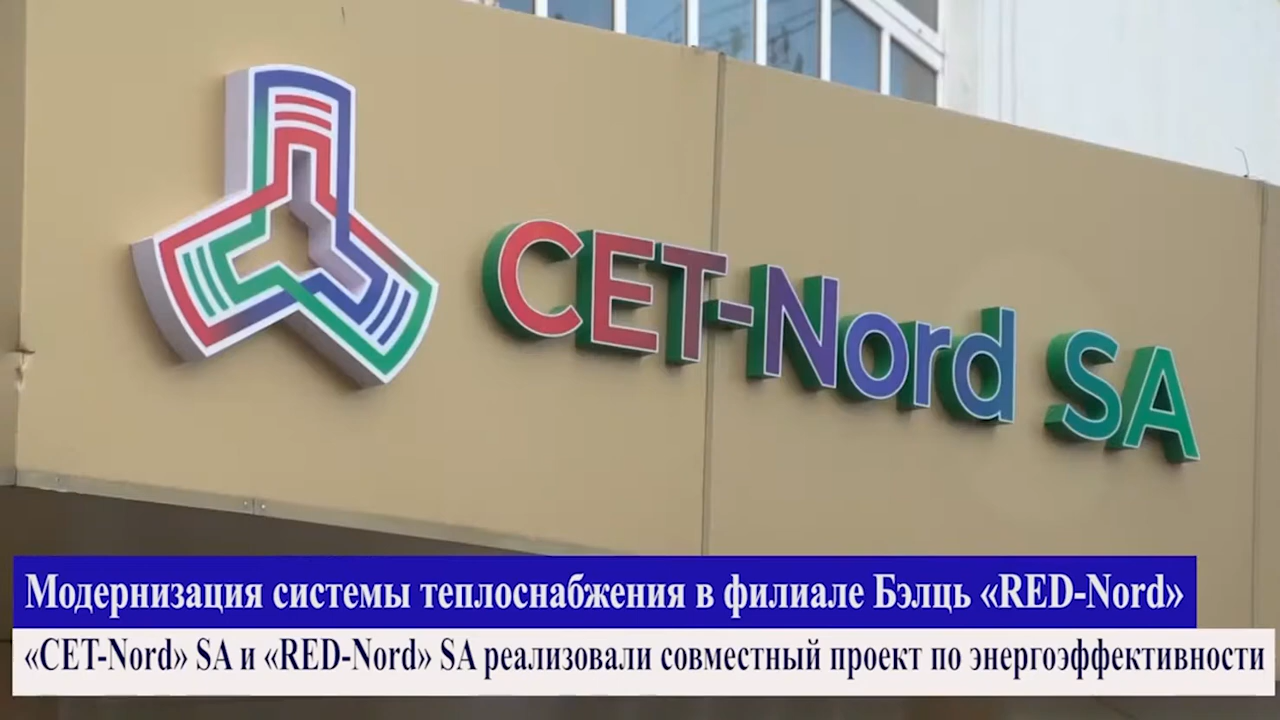 CET-Nord SA
Модернизация системы теплоснабжения в филиале Бэлць «RED-Nord»
«CET-Nord» SA и «RED-Nord» SA реализовали совместный проект по энергоэффективности